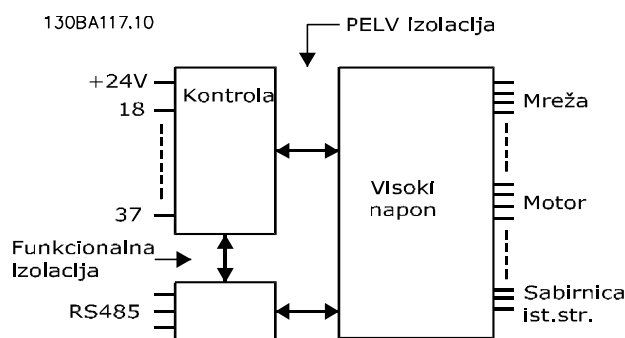 130BA117.10
PELV izolacija
+24V
18
37
Kontrola
Visoki
napon
Mreža
Motor
Sabirnica
ist.str.
Funkcionalna
izolacija
RS485